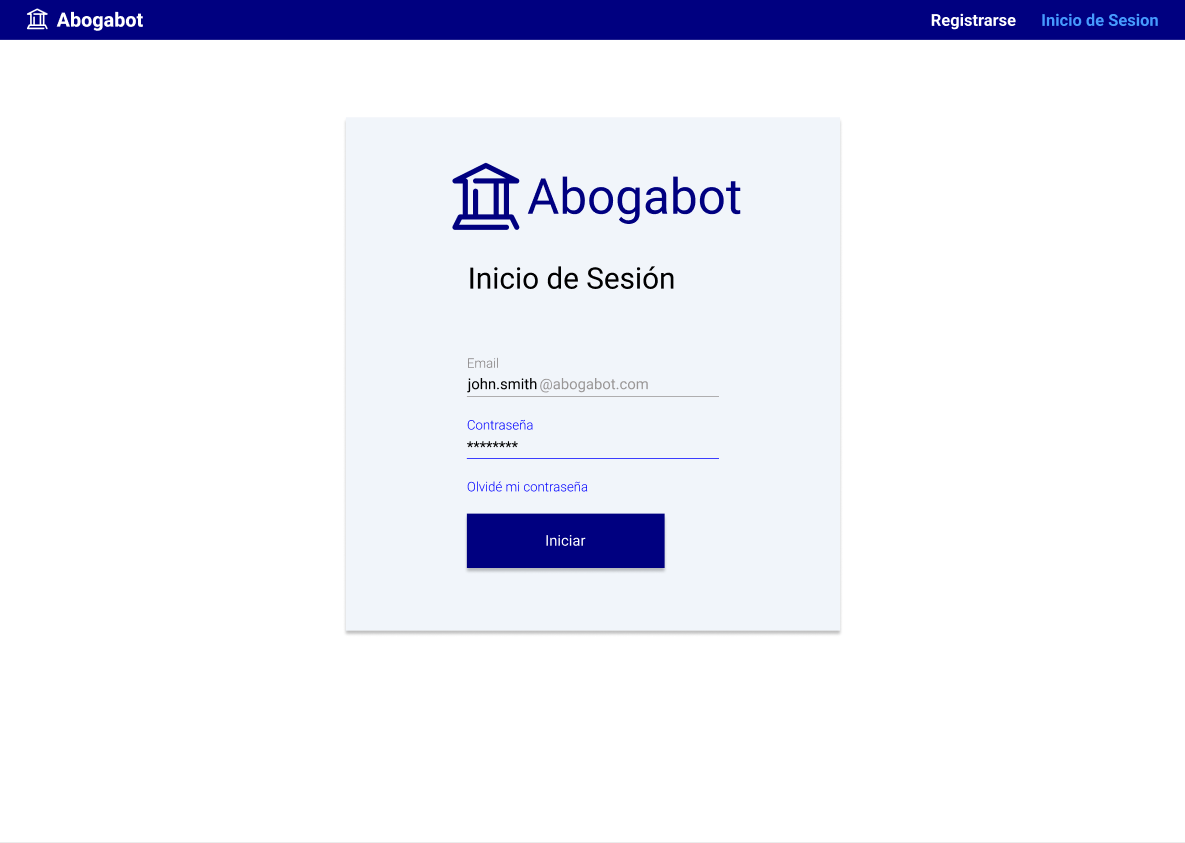 Abogabot
Registrarse
Inicio de Sesion
Abogabot
Inicio de Sesión
Email
john.smith@abogabot.com
Contraseña
********
Olvidé mi contraseña
Iniciar